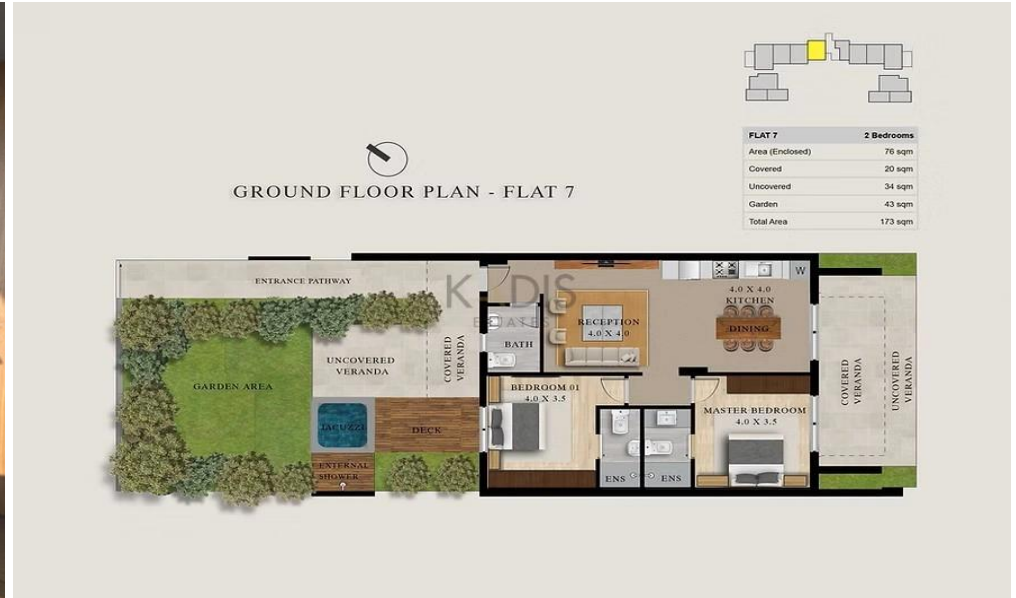 FLAT 7 2 Bedrooms
Area (Enclosed) 76 sqm
Covered 20 sqm
Uncovered 34 sqm
Garden 43 sqm
Total Area 173 sqm
GROUND FLOOR PLAN - FLAT 7
ENTRANCE PATHWAY
UNCOVERED
VERANDA
COVERED
VERANDA
GARDEN AREA
JACUZZI
DECK
EXTERNAL
SHOWER
BATH
K DIS
ESTATES
RECEPTION
4.0 X 4.0
W
4.0 X 4.0
KITCHEN
DINING
BEDROOM 01
4.0 X 3.5
ENS
ENS
MASTER BEDROOM
4.0 X 3.5
COVERED
VERANDA
UNCOVERED
VERANDA